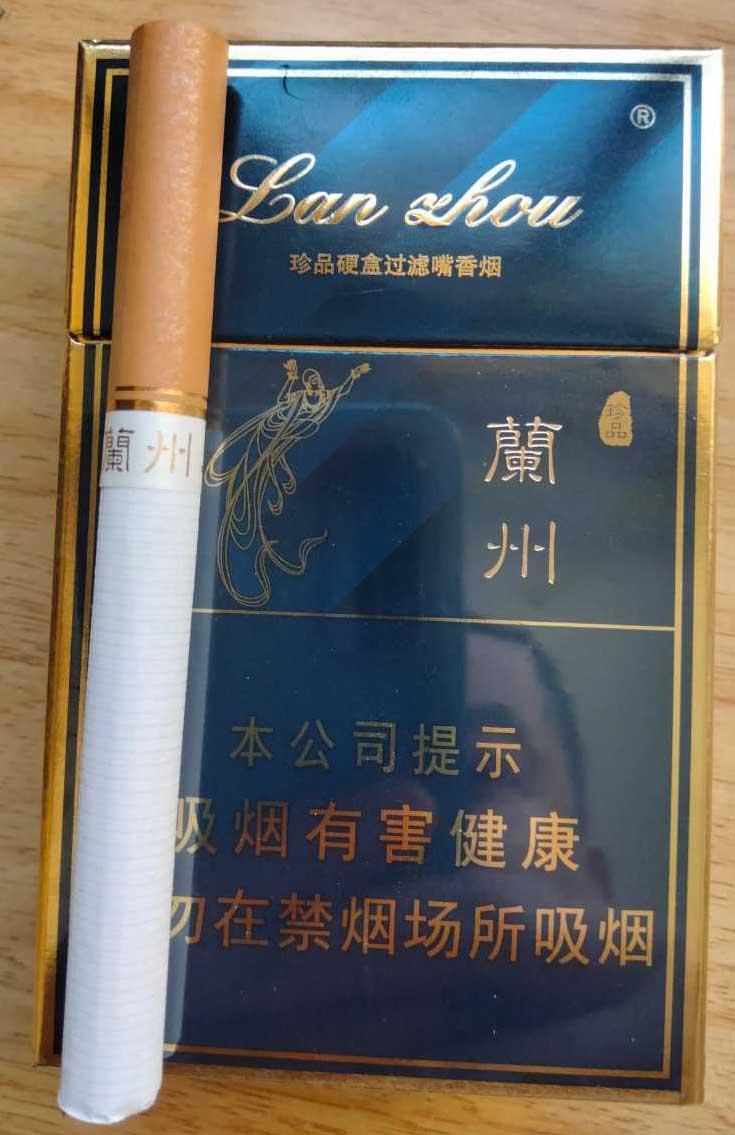 ®
Lan zhou
珍品硬盒过滤嘴香烟
珍品
蘭
州
蘭州
本公司提示
吸烟有害健康
勿在禁烟场所吸烟